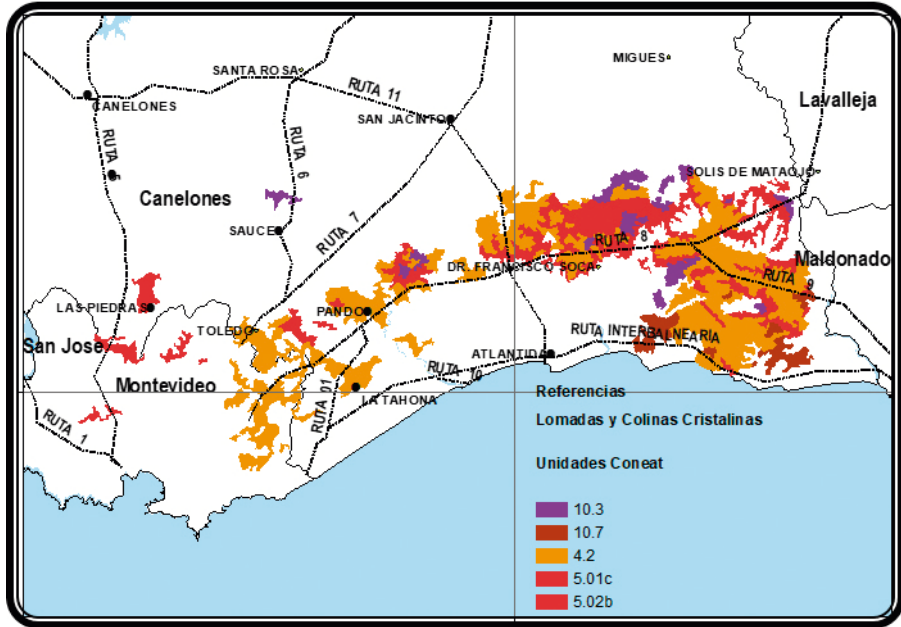 MIGUES
SANTA ROSA
RUTA 11
Lavalleja
CANELONES
SAN JACINTO
RUTA 5
RUTA 6
SOLIS DE MATAOJO
Canelones
SAUCE
RUTA 7
RUTA 8
DR. FRANCISCO SOCA
Maldonado
RUTA 9
LAS PIEDRAS
PANDO
TOLEDO
RUTA INTERBALNEARIA
San José
ATLANTIDA
Montevideo
RUTA 10
RUTA 101
LA TAHONA
RUTA 1
Referencias
Lomadas y Colinas Cristalinas
Unidades Coneat
10.3
10.7
4.2
5.01c
5.02b